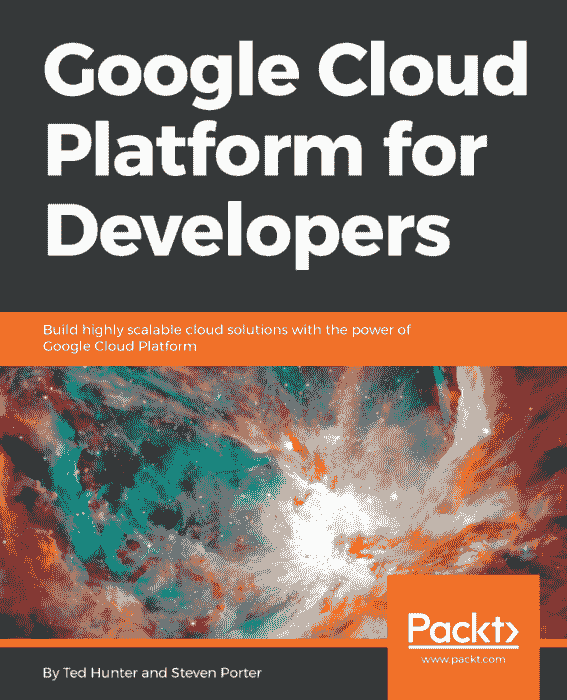 Google Cloud
Platform for
Developers
Build highly scalable cloud solutions with the power of
Google Cloud Platform
Packt>
www.packt.com
By Ted Hunter and Steven Porter